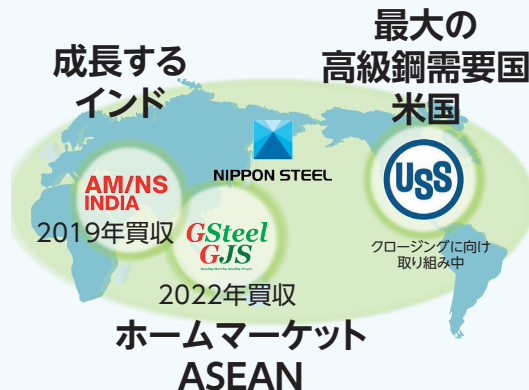 成長する
インド
最大の
高級鋼需要国
米国
NIPPON STEEL
AM/NS
INDIA
2019年買収
USS
GSteel
GJS
クロージングに向け
取り組み中
2022年買収
ホームマーケット
ASEAN